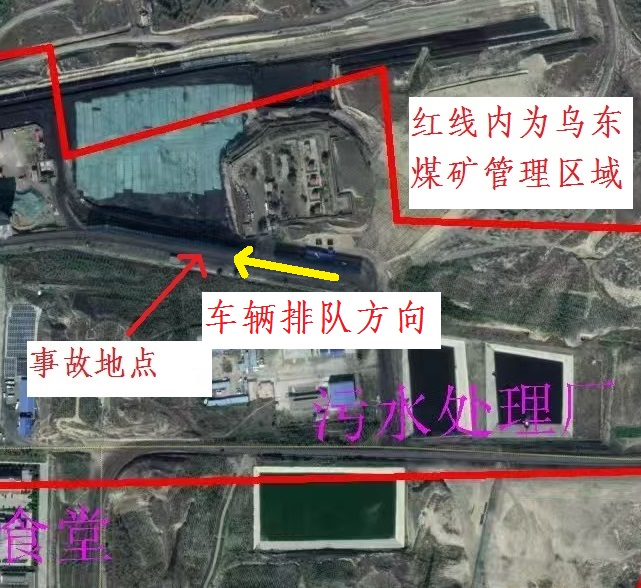 红线内为乌东
煤矿管理区域
车辆排队方向
事故地点
污水处理厂
食堂